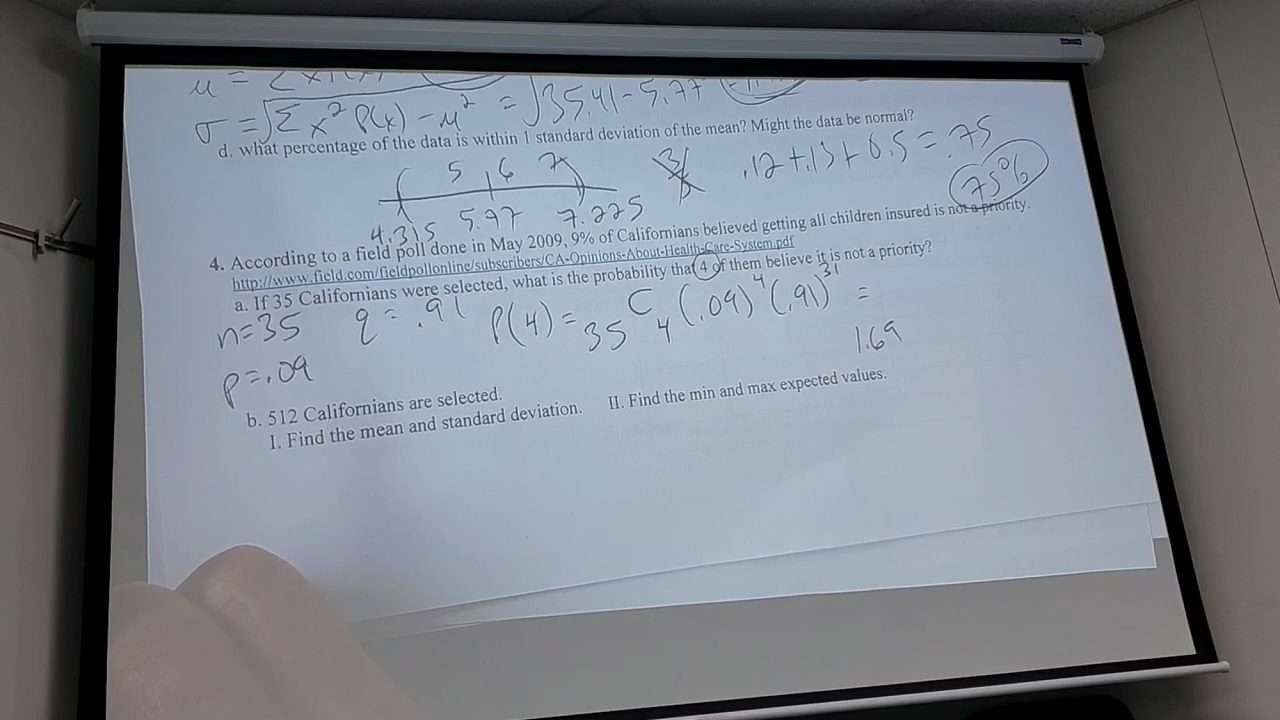 μ = Σ x P(x)
σ = √Σ x² P(x) - μ² = √35.41 - 5.77
d. what percentage of the data is within 1 standard deviation of the mean? Might the data be normal?
5 6 7
.12 + .13 + 0.5 = .75
75%
4.315 5.97 7.225
4. According to a field poll done in May 2009, 9% of Californians believed getting all children insured is not a priority.
http://www.field.com/fieldpollonline/subscribers/CA-Opinions-About-Health-Care-System.pdf
a. If 35 Californians were selected, what is the probability that 4 of them believe it is not a priority?
n=35 q = .91 P(4) = 35 C 4 (.09)^4 (.91)^31 =
p = .09
1.69
b. 512 Californians are selected.
I. Find the mean and standard deviation. II. Find the min and max expected values.